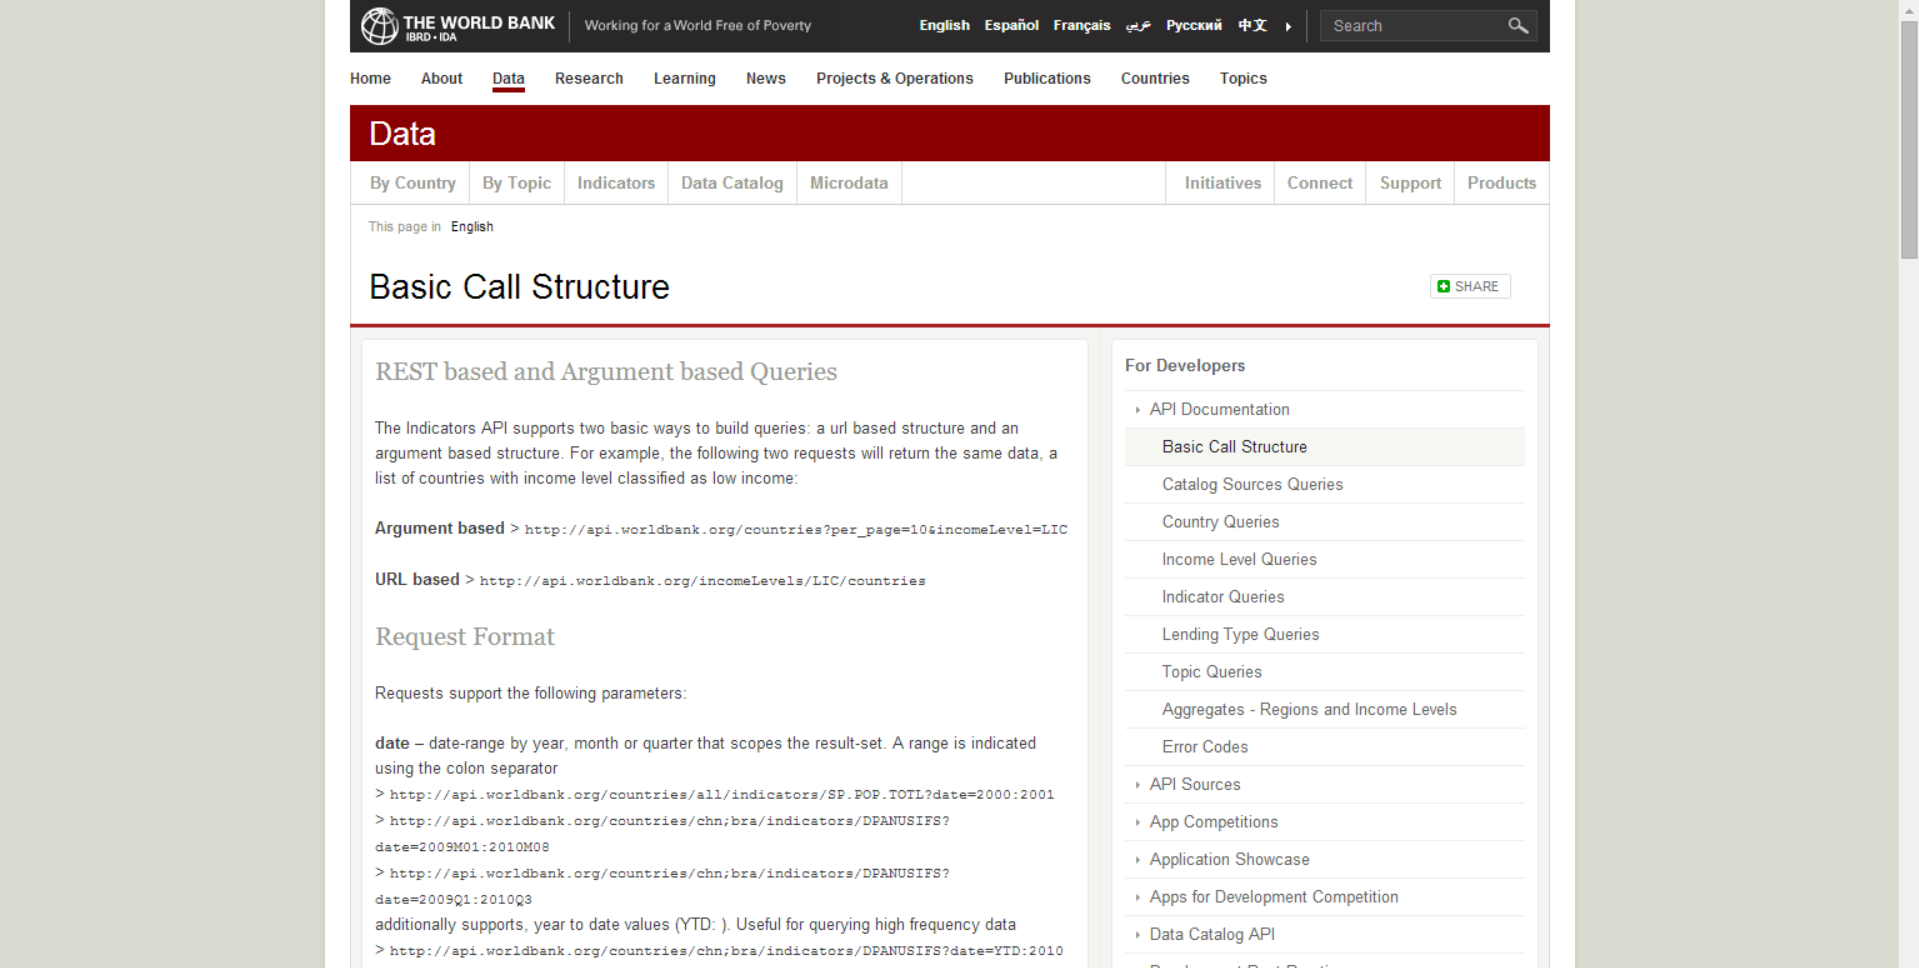 THE WORLD BANK
IBRD • IDA
Working for a World Free of Poverty
English Español Français عربي Русский 中文
Search
Home About Data Research Learning News Projects & Operations Publications Countries Topics
Data
By Country By Topic Indicators Data Catalog Microdata Initiatives Connect Support Products
This page in English
Basic Call Structure
SHARE
REST based and Argument based Queries
The Indicators API supports two basic ways to build queries: a url based structure and an
argument based structure. For example, the following two requests will return the same data, a
list of countries with income level classified as low income:
Argument based > http://api.worldbank.org/countries?per_page=10&incomeLevel=LIC
URL based > http://api.worldbank.org/incomeLevels/LIC/countries
Request Format
Requests support the following parameters:
date – date-range by year, month or quarter that scopes the result-set. A range is indicated
using the colon separator
> http://api.worldbank.org/countries/all/indicators/SP.POP.TOTL?date=2000:2001
> http://api.worldbank.org/countries/chn;bra/indicators/DPANUSIFS?
date=2009M01:2010M08
> http://api.worldbank.org/countries/chn;bra/indicators/DPANUSIFS?
date=2009Q1:2010Q3
additionally supports, year to date values (YTD: ). Useful for querying high frequency data
> http://api.worldbank.org/countries/chn;bra/indicators/DPANUSIFS?date=YTD:2010
For Developers
API Documentation
Basic Call Structure
Catalog Sources Queries
Country Queries
Income Level Queries
Indicator Queries
Lending Type Queries
Topic Queries
Aggregates - Regions and Income Levels
Error Codes
API Sources
App Competitions
Application Showcase
Apps for Development Competition
Data Catalog API